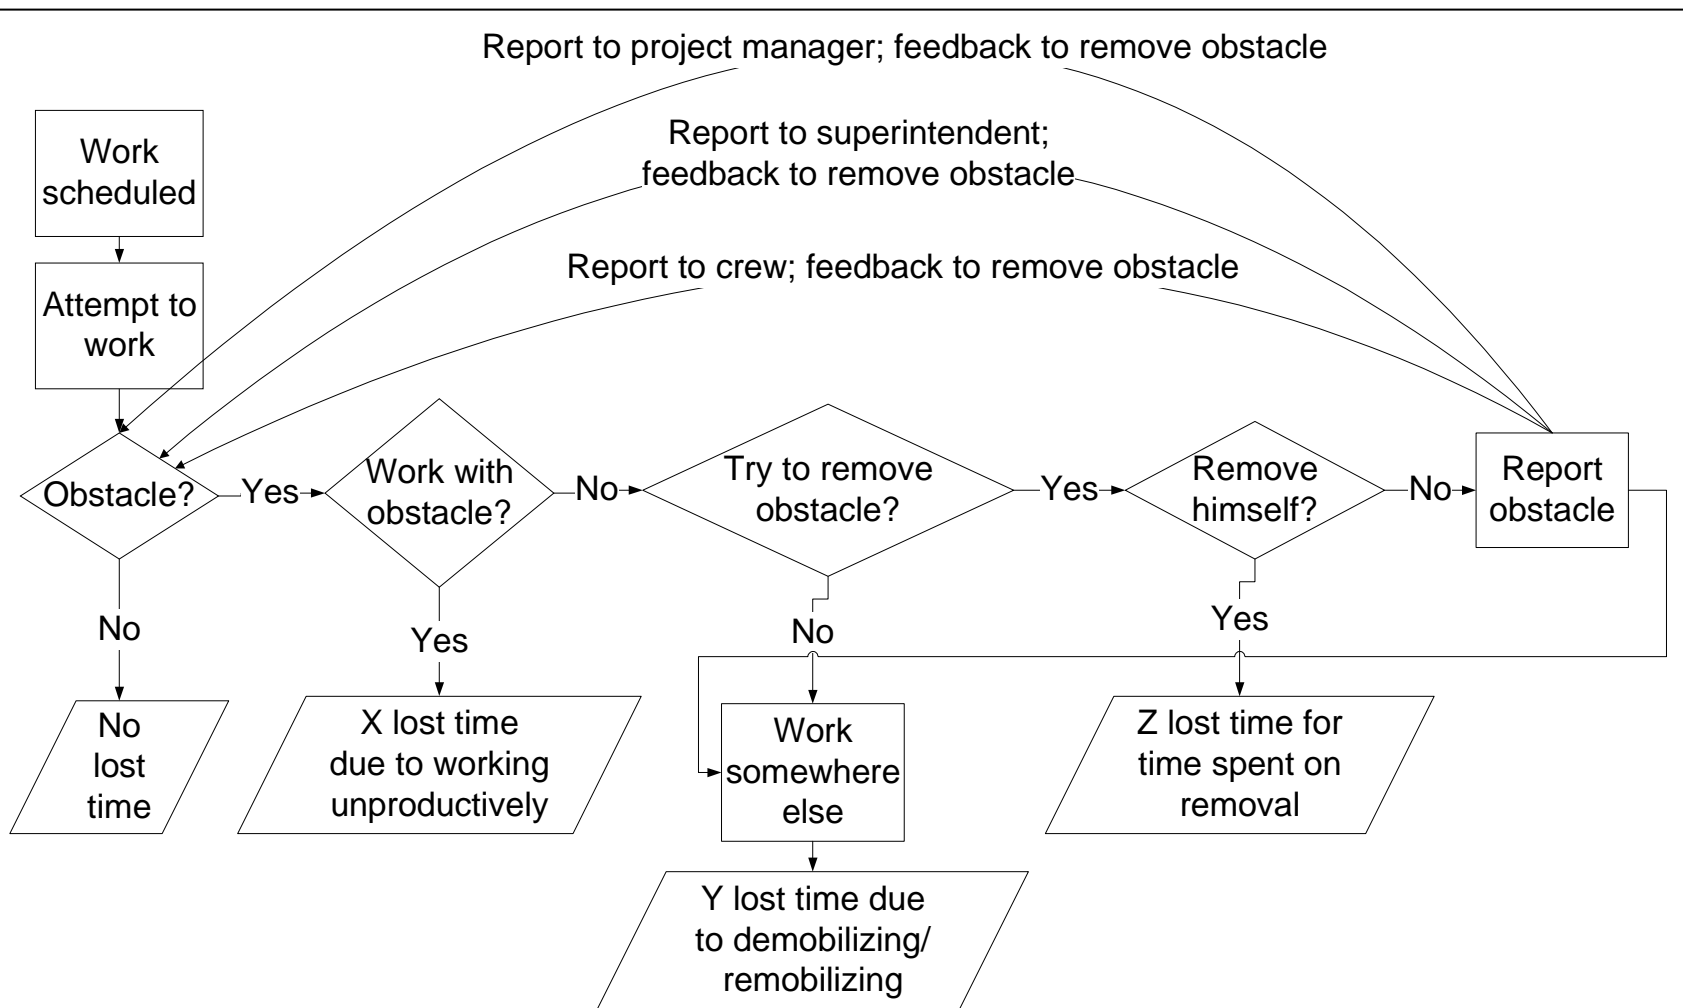 Report to project manager; feedback to remove obstacle
Report to superintendent;
feedback to remove obstacle
Report to crew; feedback to remove obstacle
Work
scheduled
Attempt to
work
Obstacle?
Yes
Work with
obstacle?
No
Try to remove
obstacle?
Yes
Remove
himself?
No
Report
obstacle
No
Yes
No
Yes
No
lost
time
X lost time
due to working
unproductively
Work
somewhere
else
Z lost time for
time spent on
removal
Y lost time due
to demobilizing/
remobilizing